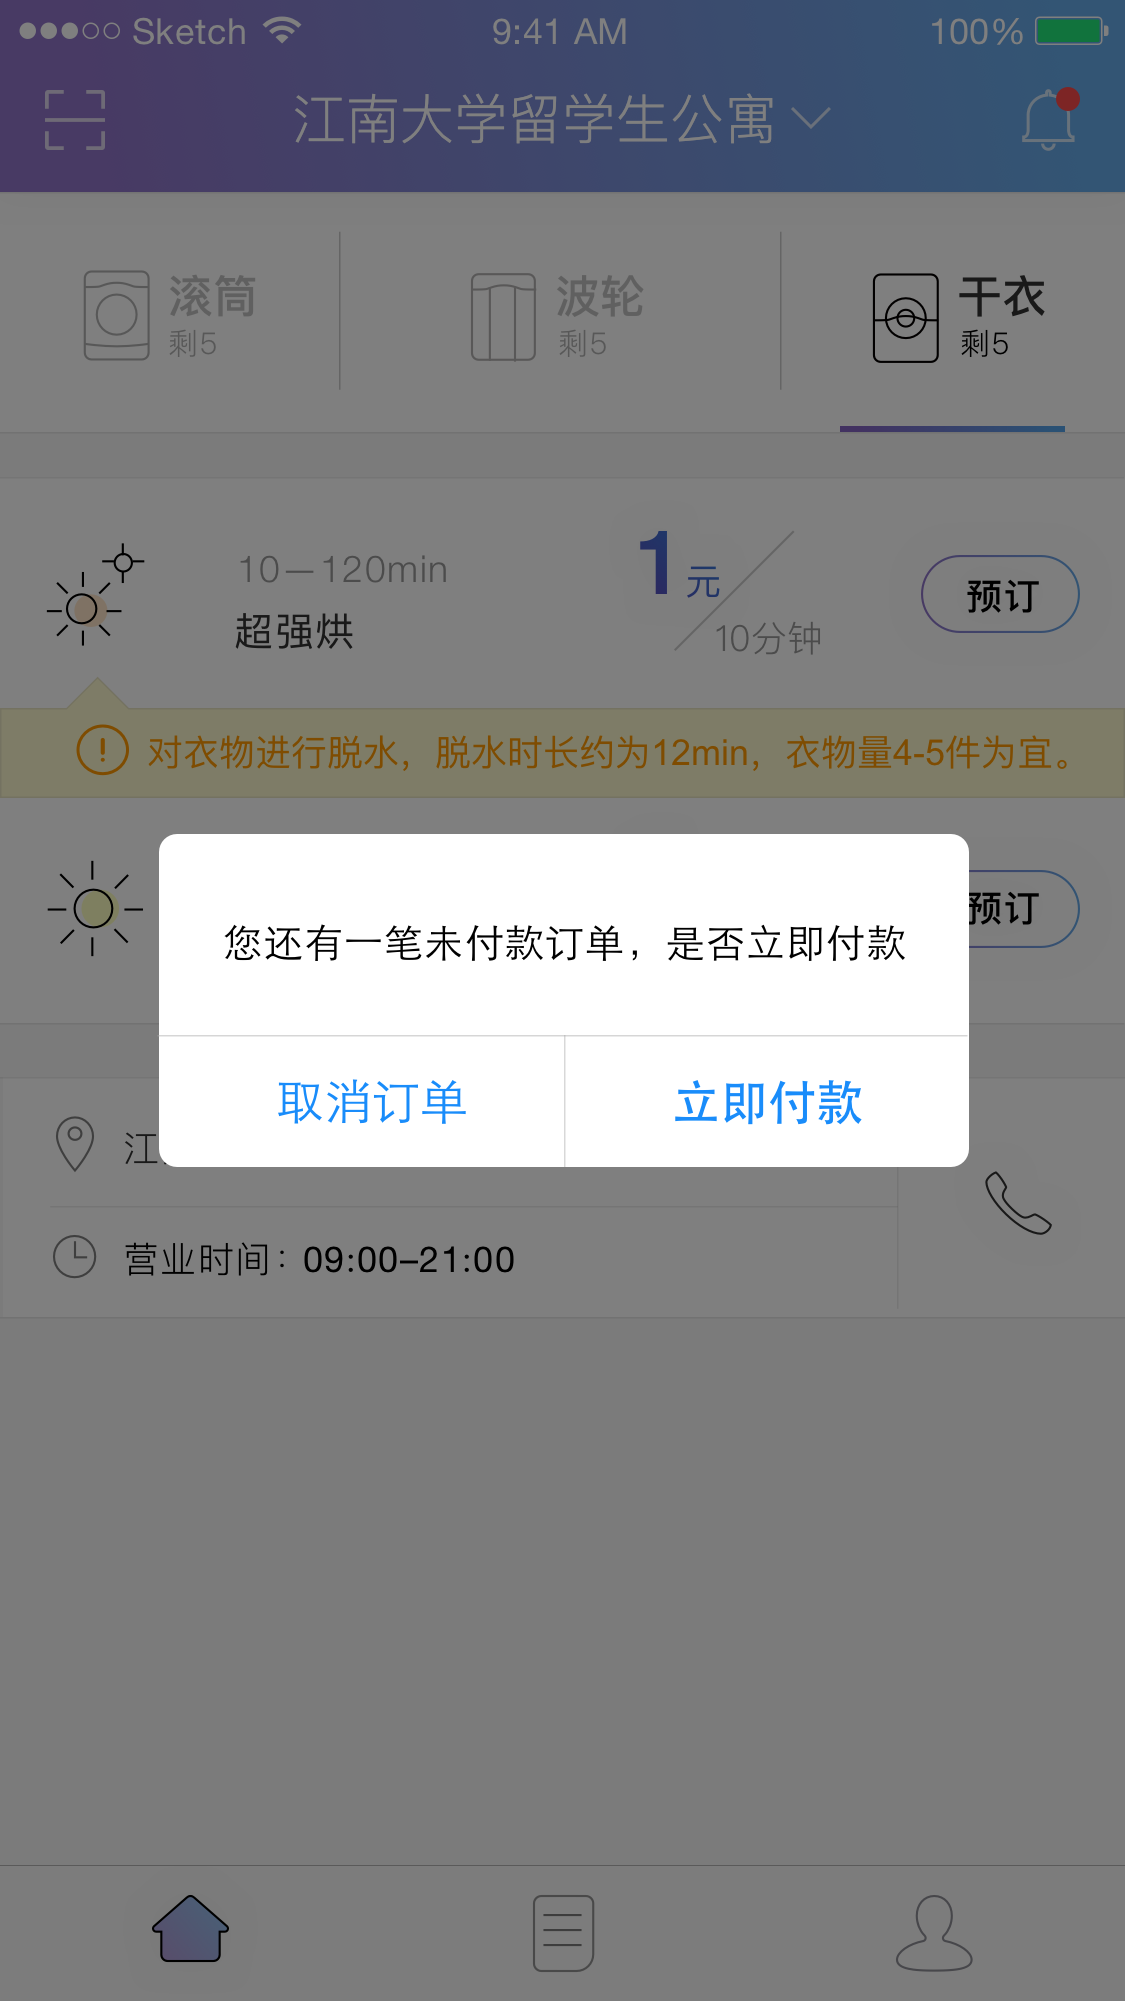 Sketch 9:41 AM 100%
江南大学留学生公寓
滚筒 波轮 干衣
剩5 剩5 剩5
10—120min
超强烘
1元
10分钟
预订
对衣物进行脱水，脱水时长约为12min，衣物量4-5件为宜。
预订
您还有一笔未付款订单，是否立即付款
取消订单 立即付款
江
营业时间：09:00–21:00